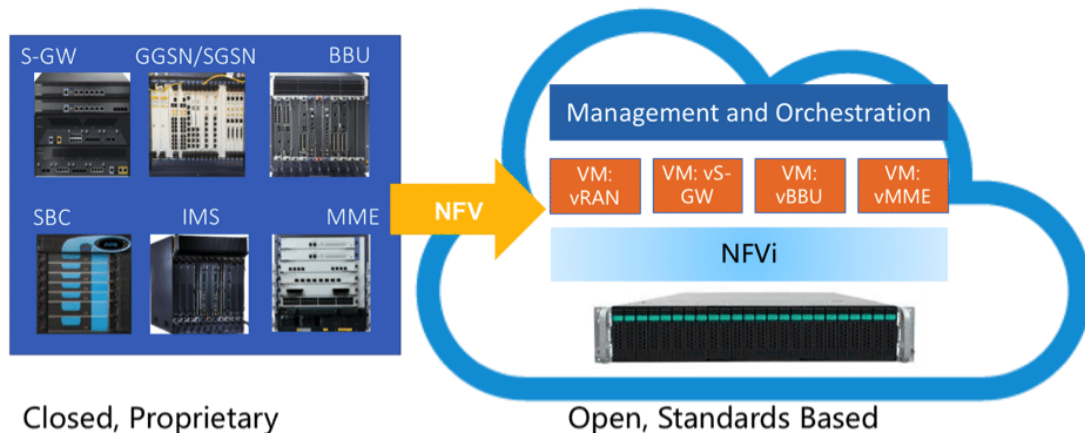 S-GW
GGSN/SGSN
BBU
SBC
IMS
MME
Closed, Proprietary
NFV
Management and Orchestration
VM:
vRAN
VM: vS-
GW
VM:
vBBU
VM:
vMME
NFVi
Open, Standards Based